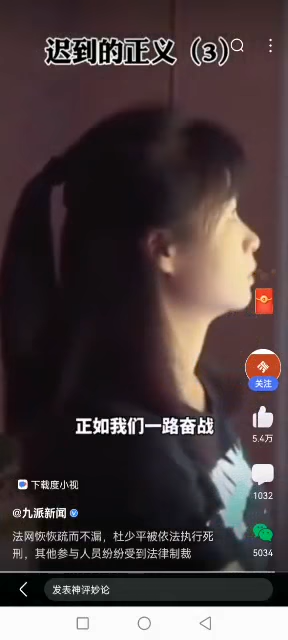 迟到的正义（3）
正如我们一路奋战
关注
5.4万
1032
5034
下载度小视
@九派新闻
法网恢恢疏而不漏，杜少平被依法执行死
刑，其他参与人员纷纷受到法律制裁
发表神评妙论